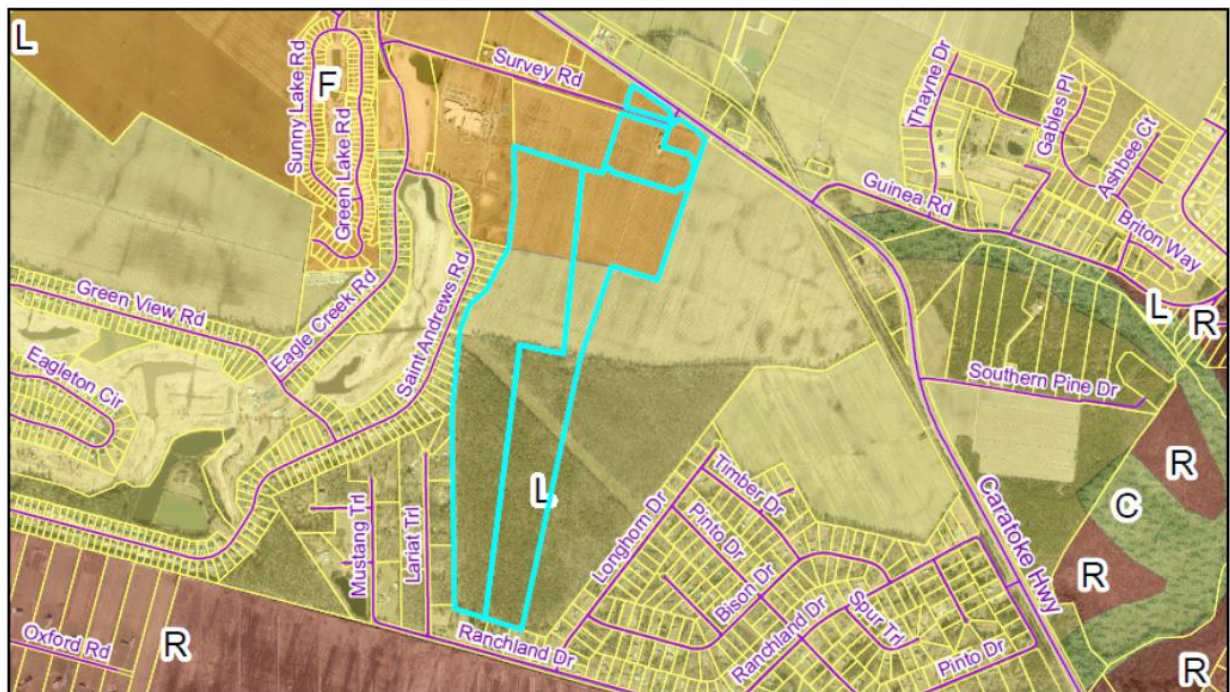 L
F
Sunny Lake Rd
Green Lake Rd
Survey Rd
Thayne Dr
Gables Pl
Ashbee Ct
Guinea Rd
Briton Way
Green View Rd
Eagle Creek Rd
Saint Andrews Rd
L
R
Eagleton Cir
Southern Pine Dr
R
Timber Dr
L
Caratoke Hwy
C
Mustang Trl
Lariat Trl
Longhorn Dr
Pinto Dr
Bison Dr
R
Spur Trl
Ranchland Dr
Oxford Rd
R
Ranchland Dr
Pinto Dr
R